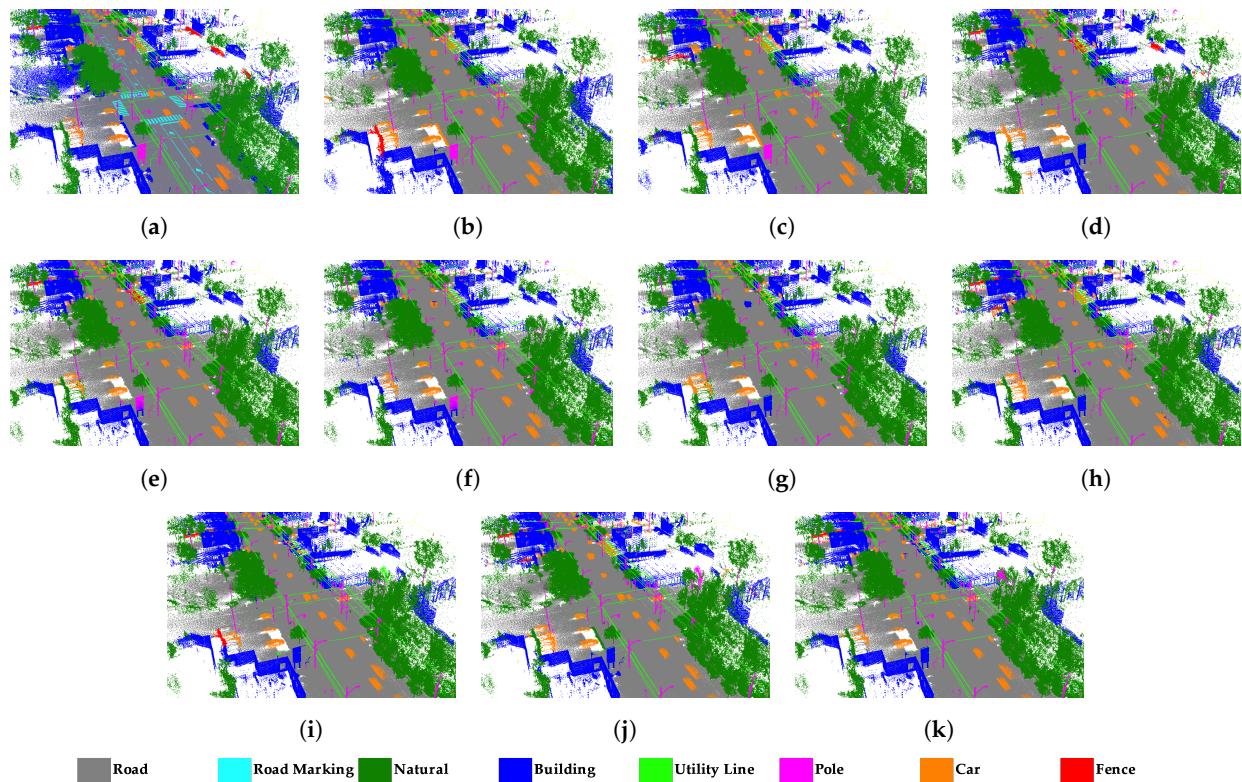 (a) (b) (c) (d)
(e) (f) (g) (h)
(i) (j) (k)
Road Road Marking Natural Building Utility Line Pole Car Fence